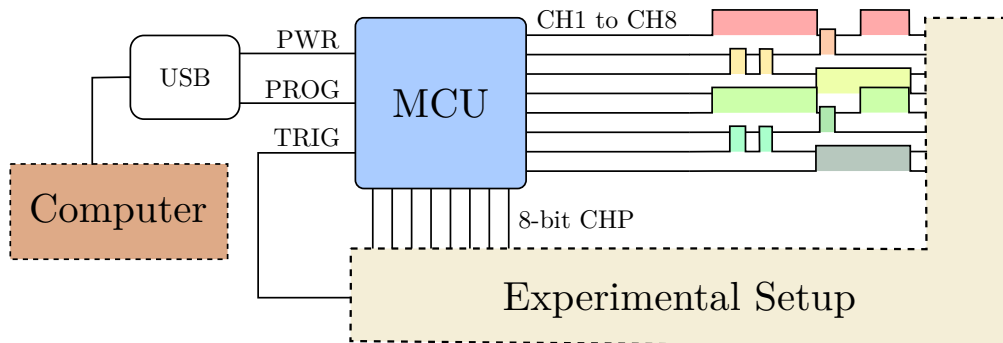 CH1 to CH8
PWR
USB
PROG
MCU
TRIG
Computer
8-bit CHP
Experimental Setup